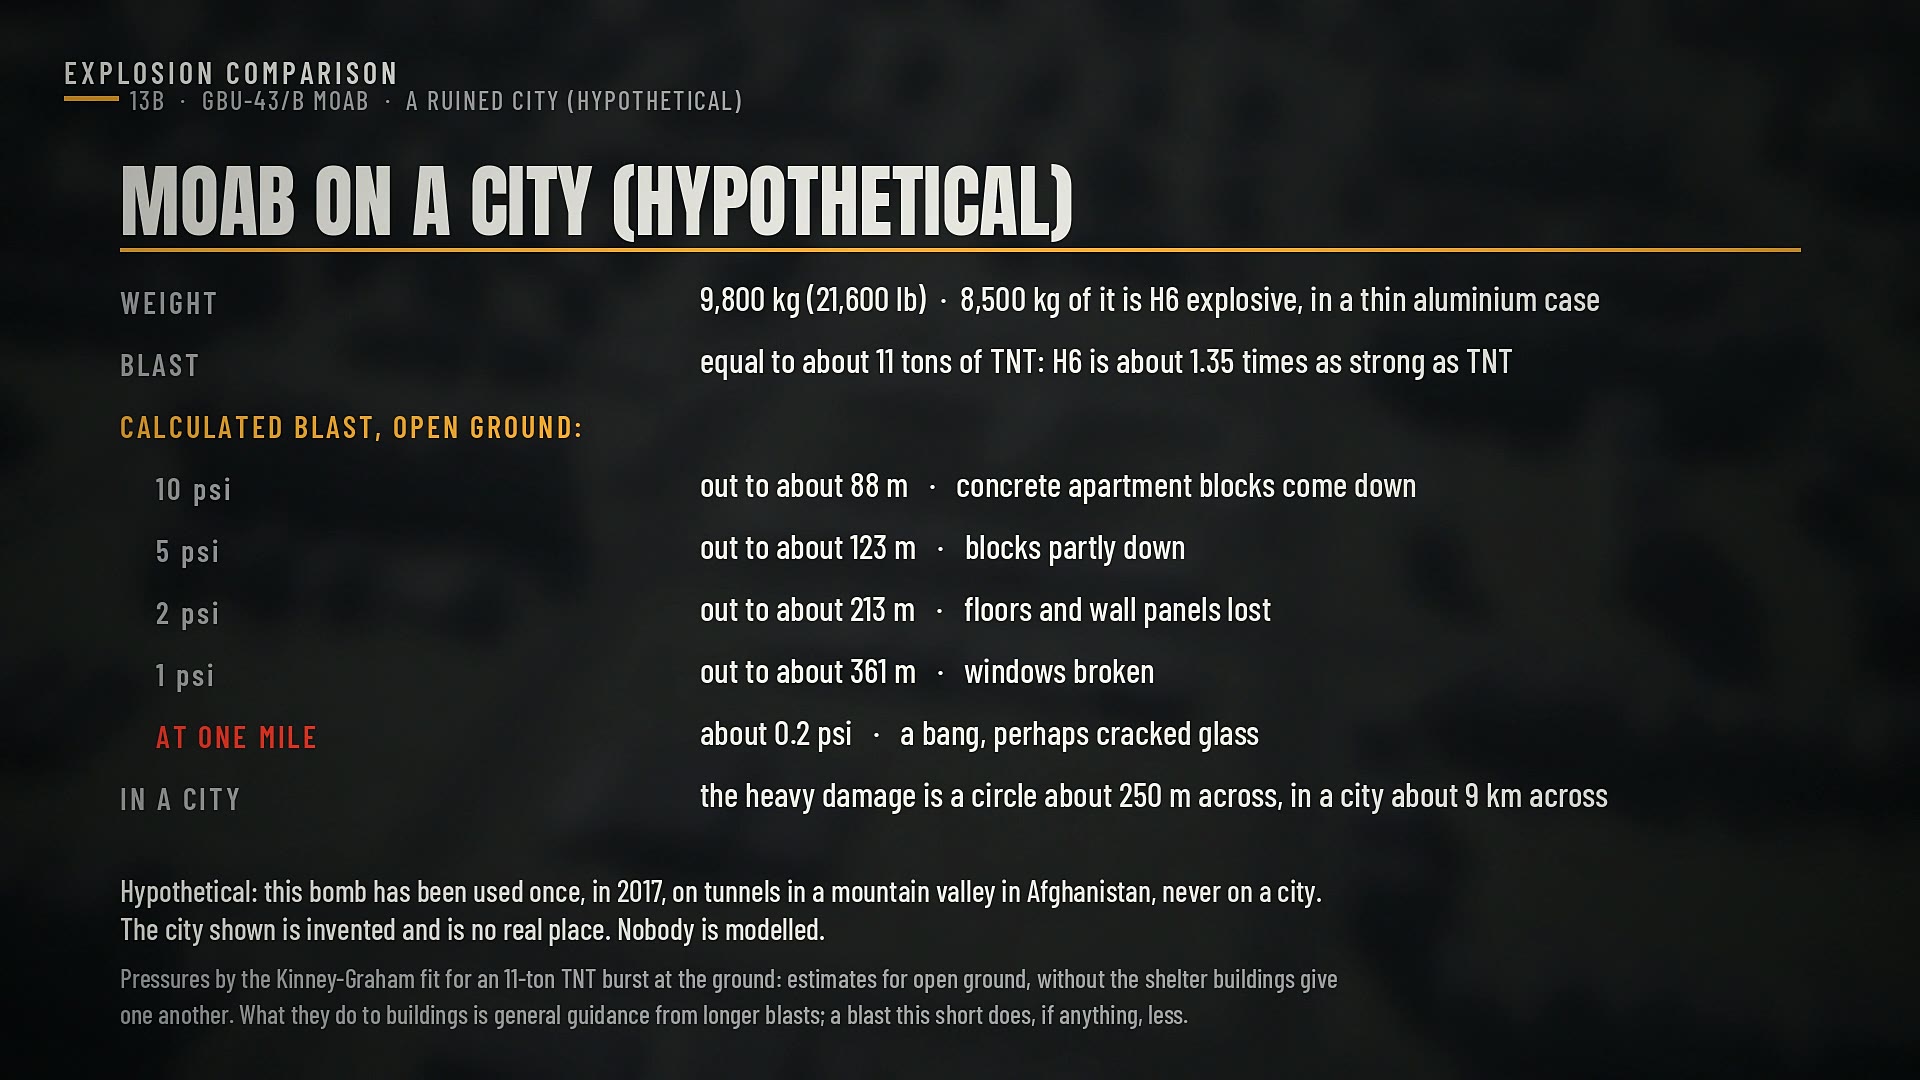 EXPLOSION COMPARISON
13B · GBU-43/B MOAB · A RUINED CITY (HYPOTHETICAL)
MOAB ON A CITY (HYPOTHETICAL)
WEIGHT 9,800 kg (21,600 lb) · 8,500 kg of it is H6 explosive, in a thin aluminium case
BLAST equal to about 11 tons of TNT: H6 is about 1.35 times as strong as TNT
CALCULATED BLAST, OPEN GROUND:
10 psi out to about 88 m · concrete apartment blocks come down
5 psi out to about 123 m · blocks partly down
2 psi out to about 213 m · floors and wall panels lost
1 psi out to about 361 m · windows broken
AT ONE MILE about 0.2 psi · a bang, perhaps cracked glass
IN A CITY the heavy damage is a circle about 250 m across, in a city about 9 km across
Hypothetical: this bomb has been used once, in 2017, on tunnels in a mountain valley in Afghanistan, never on a city.
The city shown is invented and is no real place. Nobody is modelled.
Pressures by the Kinney-Graham fit for an 11-ton TNT burst at the ground: estimates for open ground, without the shelter buildings give
one another. What they do to buildings is general guidance from longer blasts; a blast this short does, if anything, less.